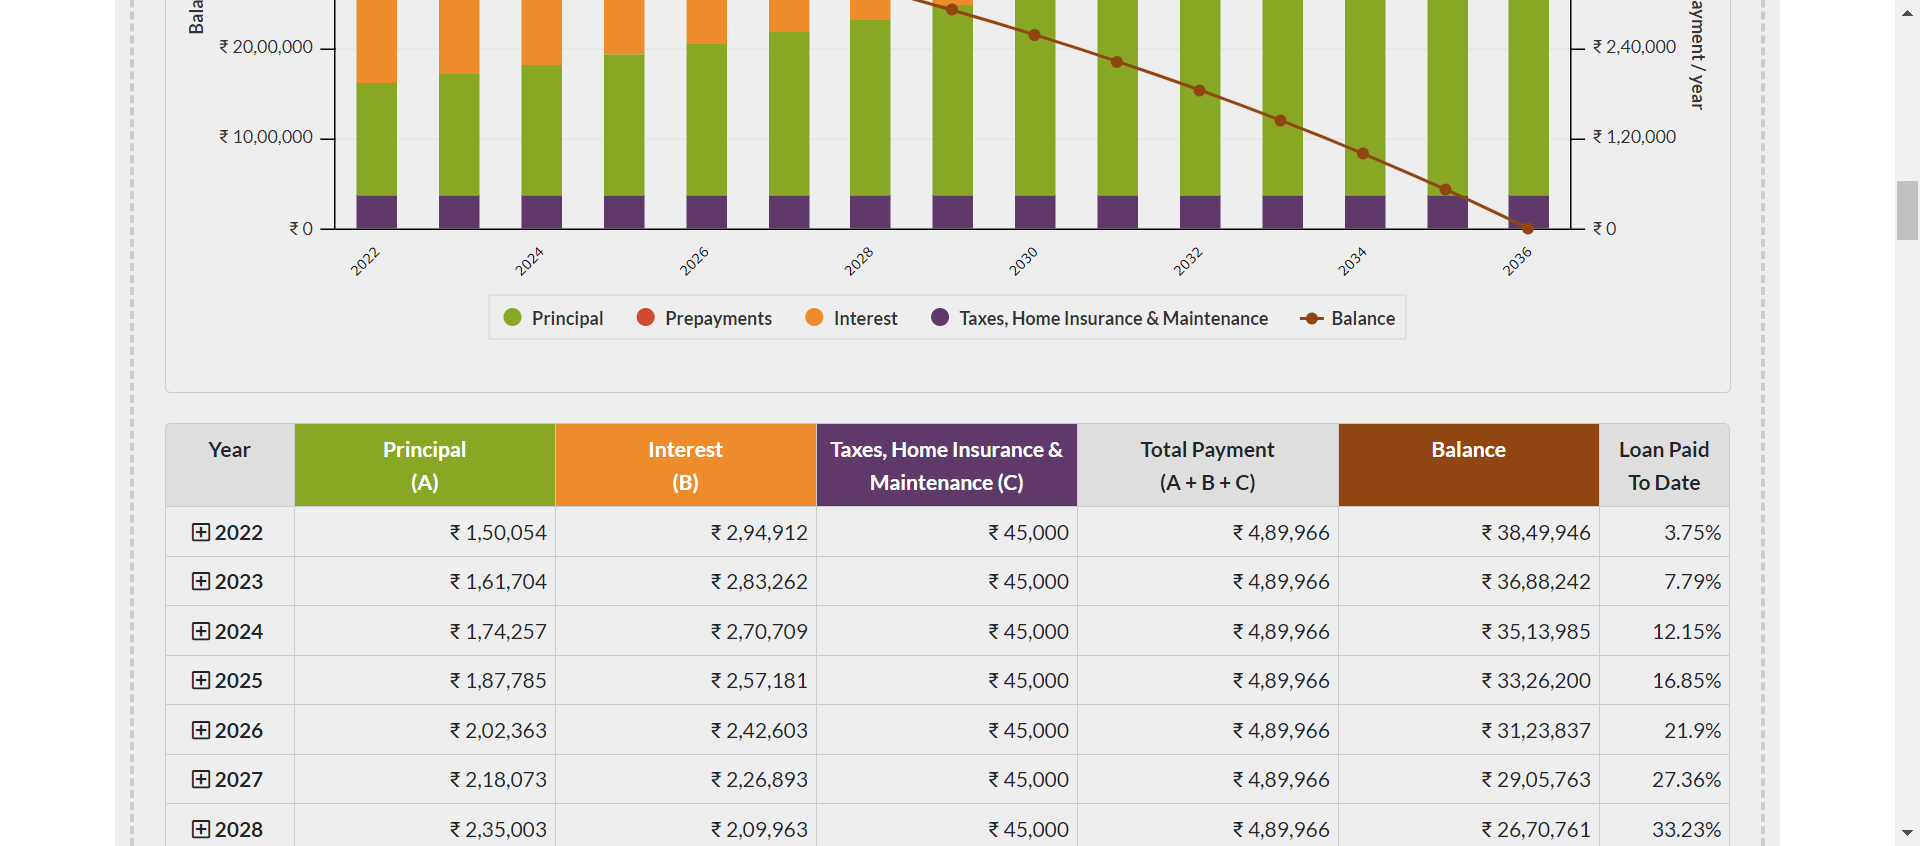 Bala
ayment / year
₹ 20,00,000
₹ 2,40,000
₹ 10,00,000
₹ 1,20,000
₹ 0
₹ 0
2022
2024
2026
2028
2030
2032
2034
2036
Principal
Prepayments
Interest
Taxes, Home Insurance & Maintenance
Balance
Year
Principal
(A)
Interest
(B)
Taxes, Home Insurance &
Maintenance (C)
Total Payment
(A + B + C)
Balance
Loan Paid
To Date
2022 ₹ 1,50,054 ₹ 2,94,912 ₹ 45,000 ₹ 4,89,966 ₹ 38,49,946 3.75%
2023 ₹ 1,61,704 ₹ 2,83,262 ₹ 45,000 ₹ 4,89,966 ₹ 36,88,242 7.79%
2024 ₹ 1,74,257 ₹ 2,70,709 ₹ 45,000 ₹ 4,89,966 ₹ 35,13,985 12.15%
2025 ₹ 1,87,785 ₹ 2,57,181 ₹ 45,000 ₹ 4,89,966 ₹ 33,26,200 16.85%
2026 ₹ 2,02,363 ₹ 2,42,603 ₹ 45,000 ₹ 4,89,966 ₹ 31,23,837 21.9%
2027 ₹ 2,18,073 ₹ 2,26,893 ₹ 45,000 ₹ 4,89,966 ₹ 29,05,763 27.36%
2028 ₹ 2,35,003 ₹ 2,09,963 ₹ 45,000 ₹ 4,89,966 ₹ 26,70,761 33.23%